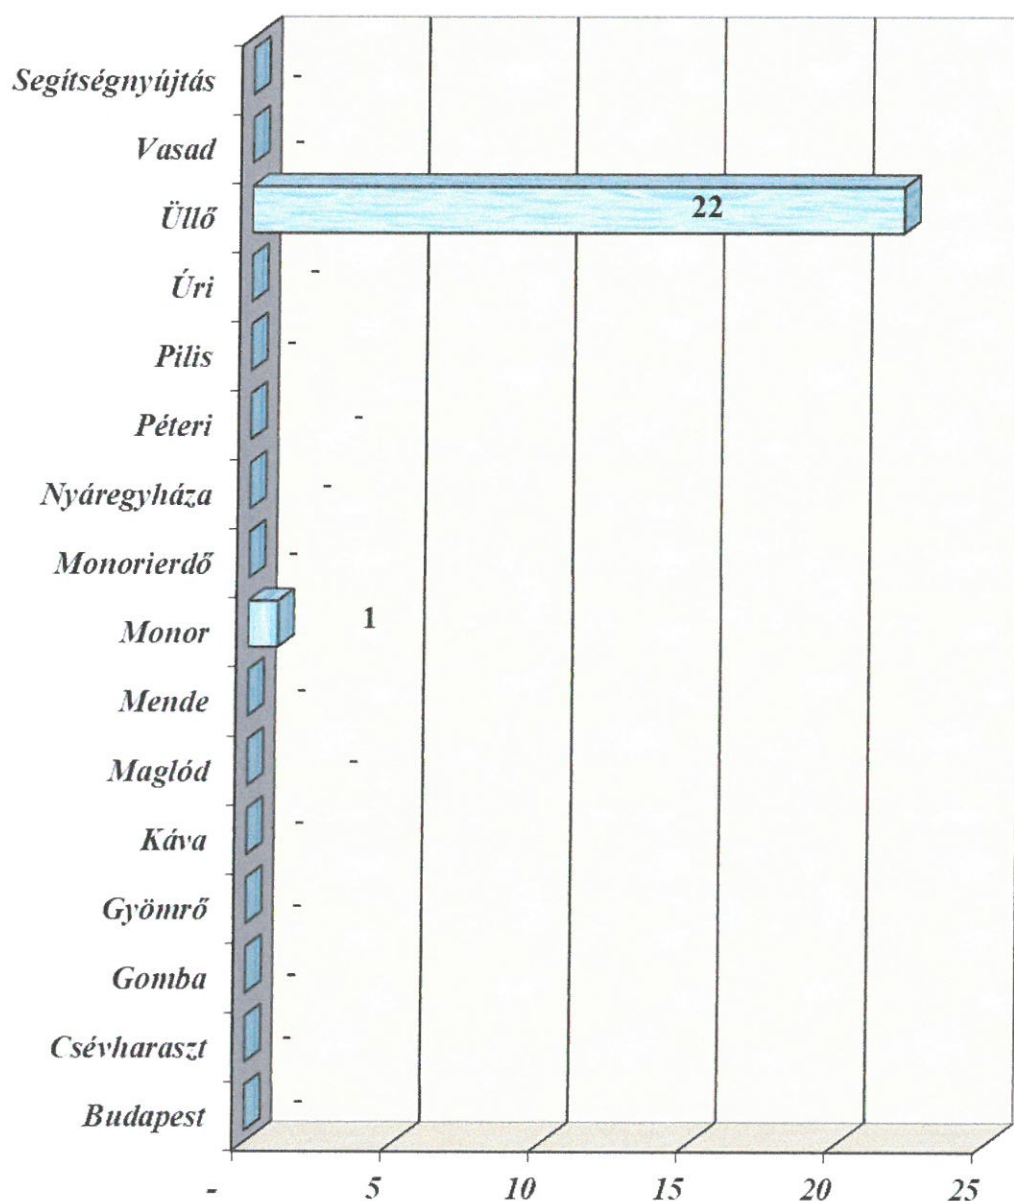 Segítségnyújtás -
Vasad -
Üllő 22
Úri -
Pilis -
Péteri -
Nyáregyháza -
Monorierdő -
Monor 1
Mende -
Maglód -
Káva -
Gyömrő -
Gomba -
Csévharaszt -
Budapest -
- 5 10 15 20 25